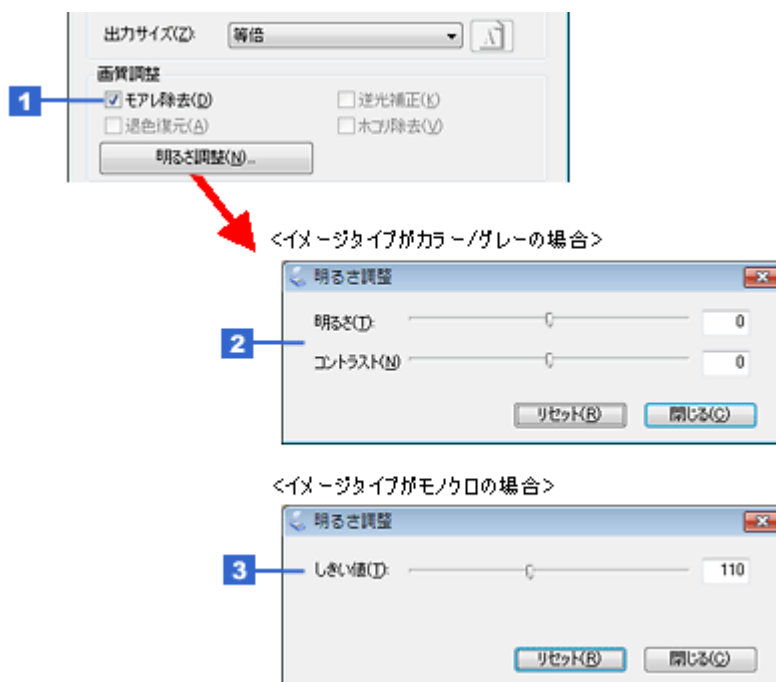 出力サイズ(Z): 等倍
画質調整
1 モアレ除去(D) 逆光補正(K)
退色復元(A) ホコリ除去(V)
明るさ調整(N)...
<イメージタイプがカラー/グレーの場合>
明るさ調整
明るさ(T): 0
2
コントラスト(N) 0
リセット(R) 閉じる(C)
<イメージタイプがモノクロの場合>
明るさ調整
3 しきい値(T): 110
リセット(R) 閉じる(C)